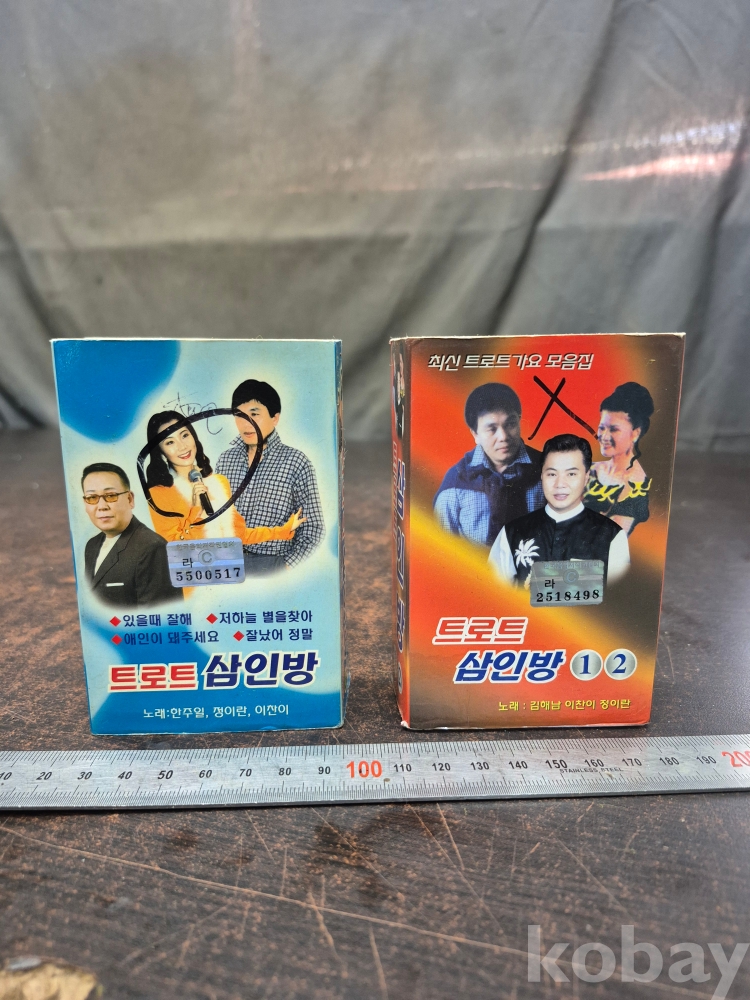 라
5500517
◆있을때 잘해 ◆저하늘 별을찾아
◆애인이 돼주세요 ◆잘났어 정말
트로트 삼인방
노래:한주일, 정이란, 이찬이
최신 트로트가요 모음집
라
2518498
트로트
삼인방 1 2
노래 : 김해남 이찬이 정이란
10 20 30 40 50 60 70 80 90 100 110 120 130 140 150 160 170 180 190 200
STAINLESS STEEL
kobay